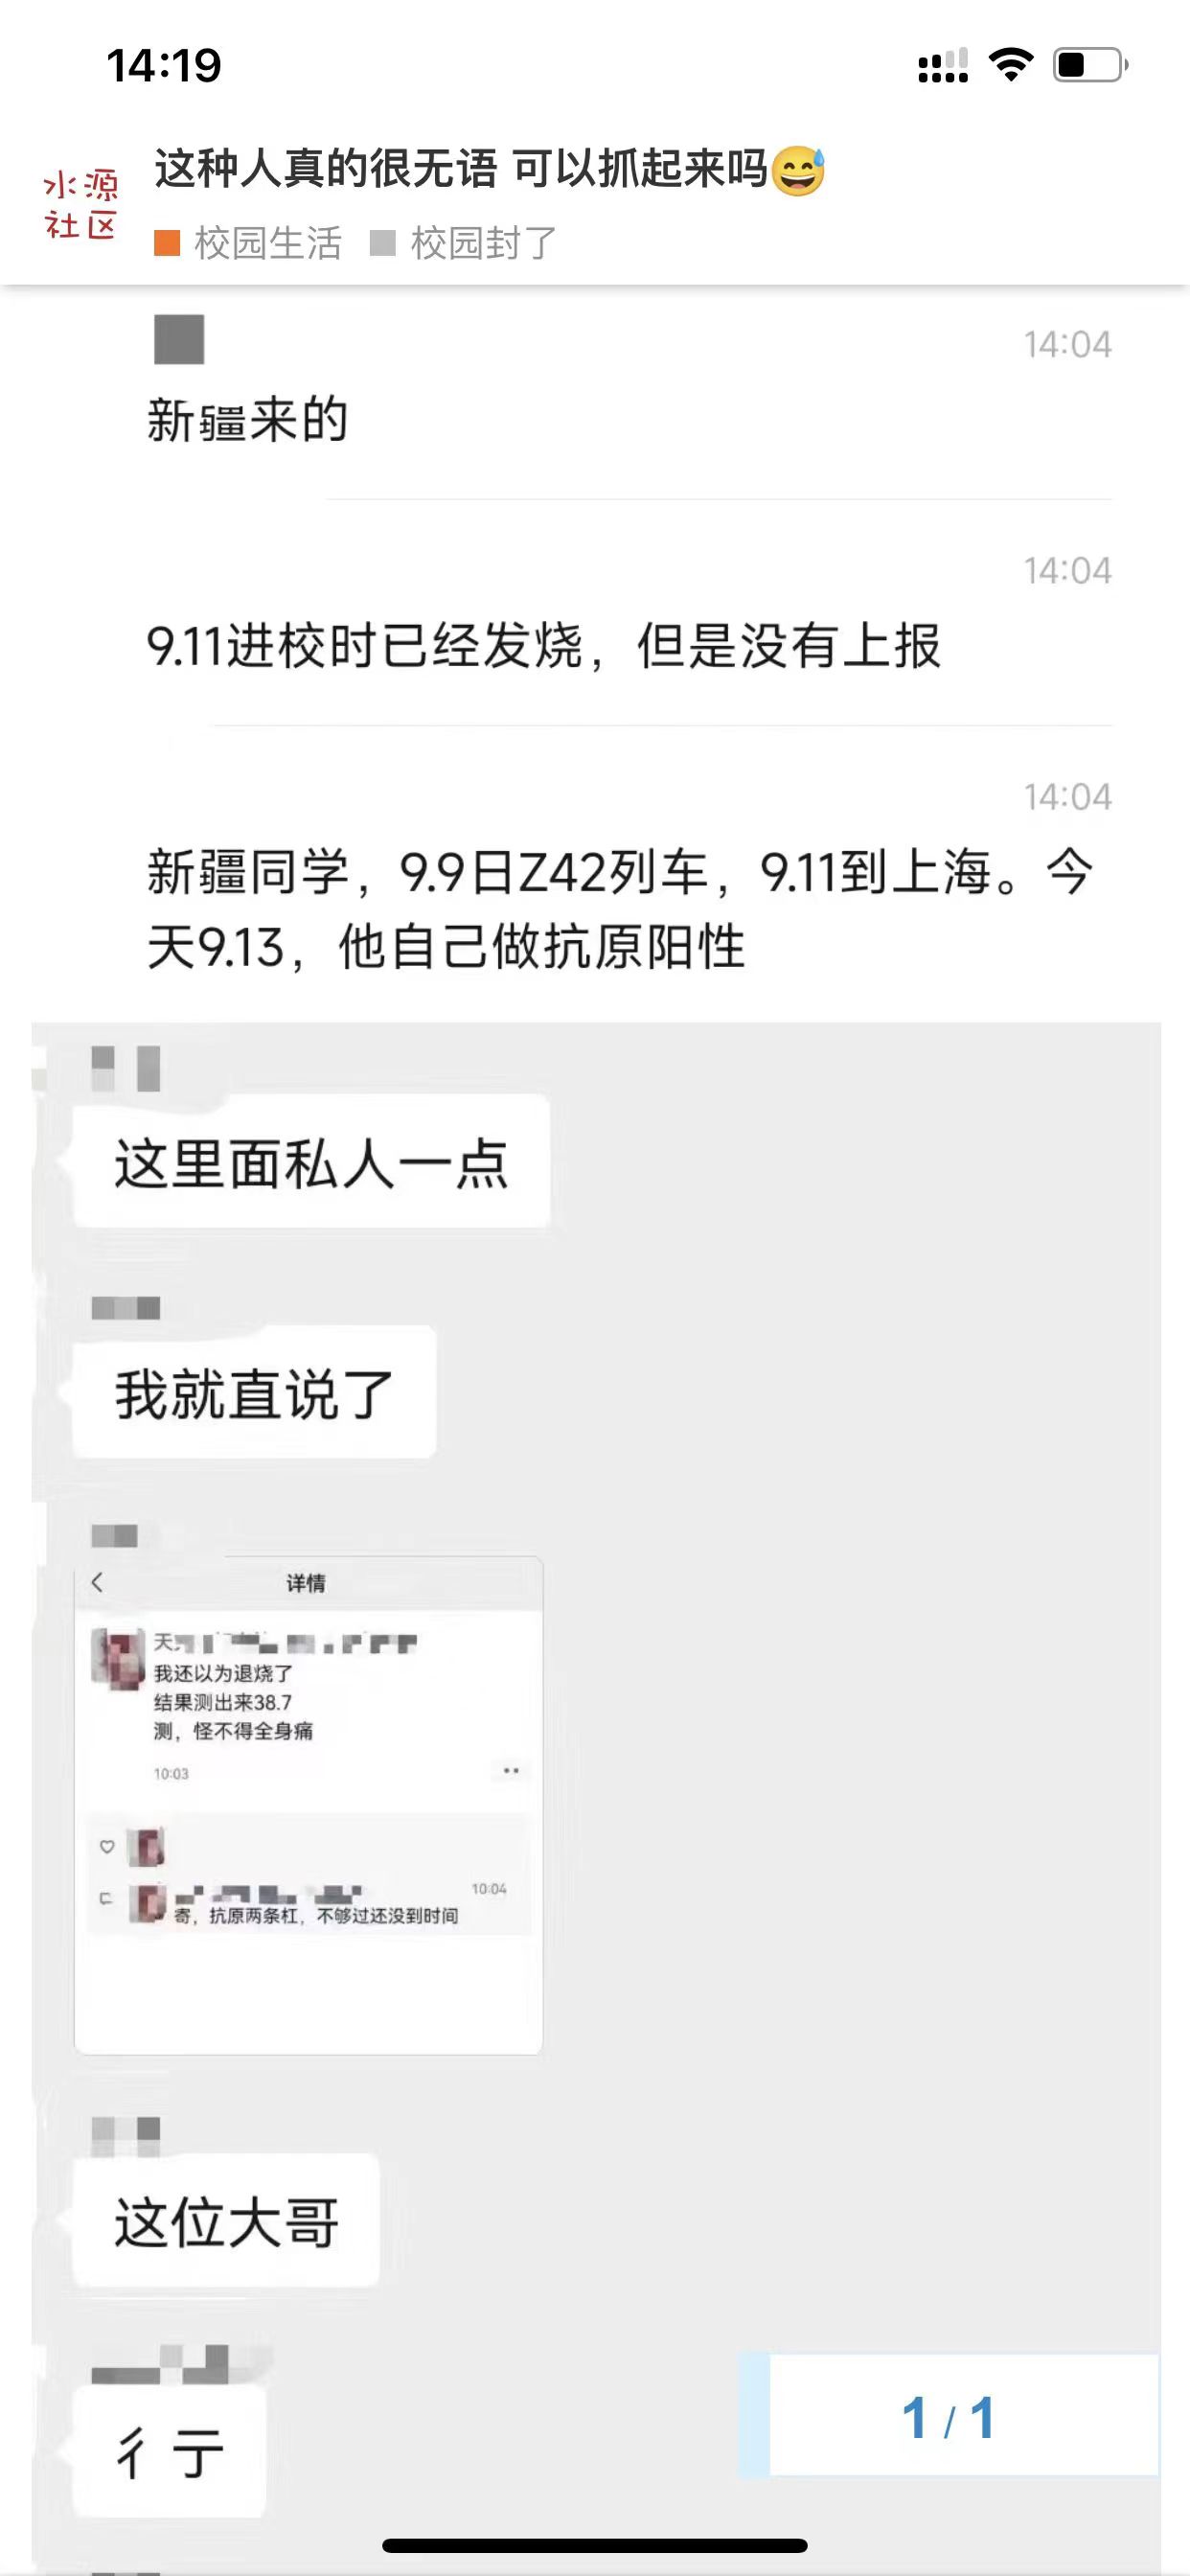 14:19
水源
社区
这种人真的很无语 可以抓起来吗😅
校园生活 校园封了
14:04
新疆来的
14:04
9.11进校时已经发烧，但是没有上报
14:04
新疆同学，9.9日Z42列车，9.11到上海。今
天9.13，他自己做抗原阳性
这里面私人一点
我就直说了
详情
天
我还以为退烧了
结果测出来38.7
测，怪不得全身痛
10:03
10:04
寄，抗原两条杠，不够过还没到时间
这位大哥
彳亍
1 / 1